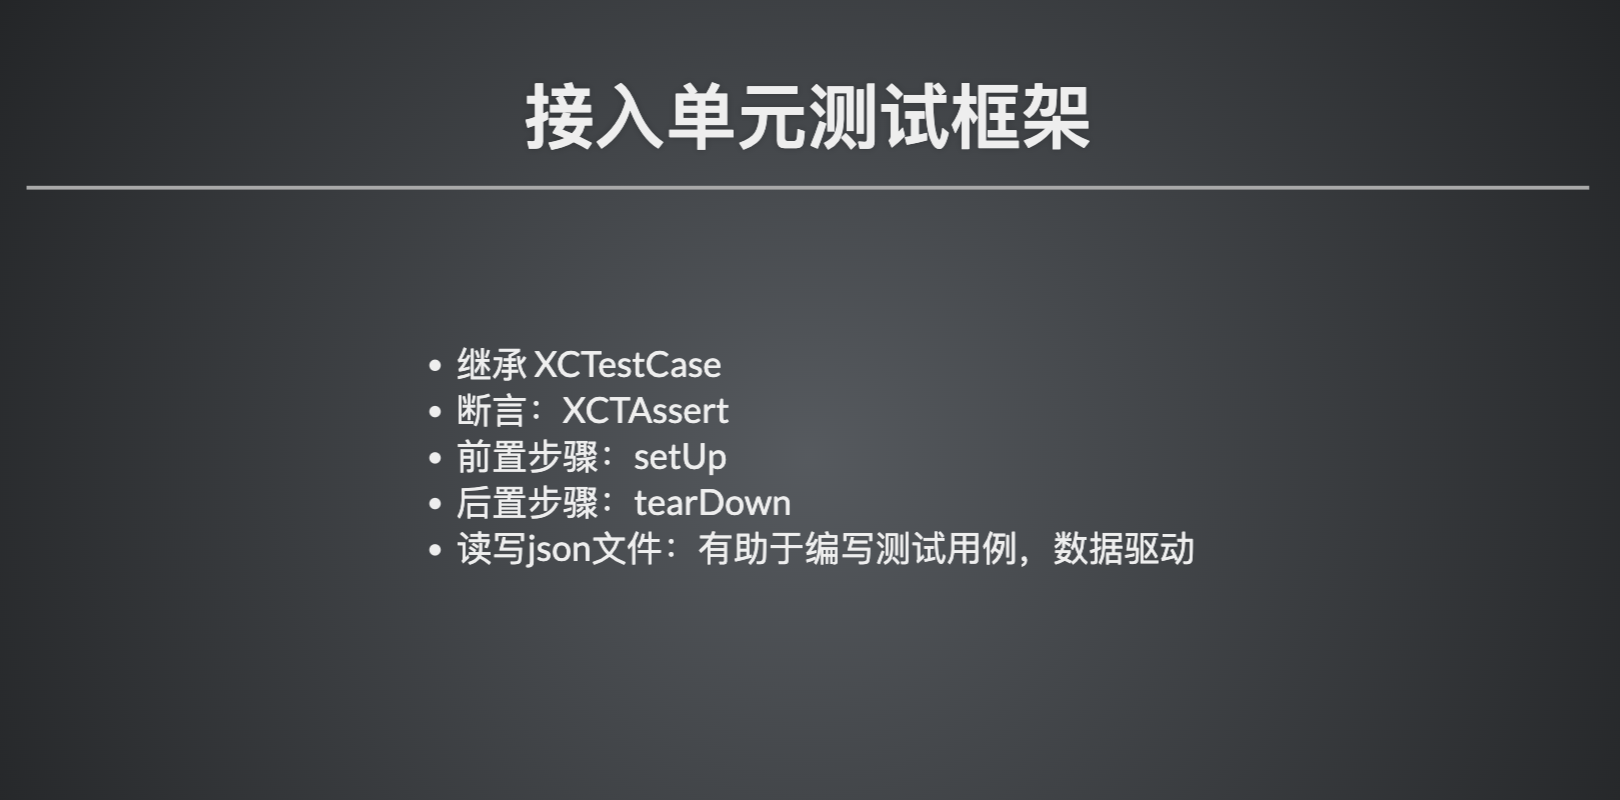 接入单元测试框架
继承 XCTestCase
断言：XCTAssert
前置步骤：setUp
后置步骤：tearDown
读写json文件：有助于编写测试用例，数据驱动